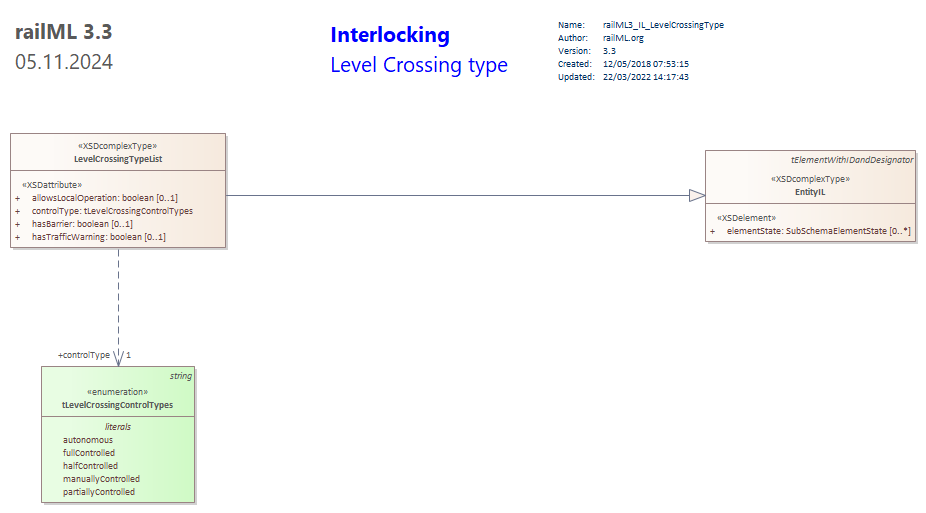 railML 3.3
05.11.2024
Interlocking
Level Crossing type
Name: railML3_IL_LevelCrossingType
Author: railML.org
Version: 3.3
Created: 12/05/2018 07:53:15
Updated: 22/03/2022 14:17:43
«XSDcomplexType»
LevelCrossingTypeList
«XSDattribute»
+ allowsLocalOperation: boolean [0..1]
+ controlType: tLevelCrossingControlTypes
+ hasBarrier: boolean [0..1]
+ hasTrafficWarning: boolean [0..1]
tElementWithIDandDesignator
«XSDcomplexType»
EntityIL
«XSDelement»
+ elementState: SubSchemaElementState [0..*]
+controlType 1
string
«enumeration»
tLevelCrossingControlTypes
literals
autonomous
fullControlled
halfControlled
manuallyControlled
partiallyControlled